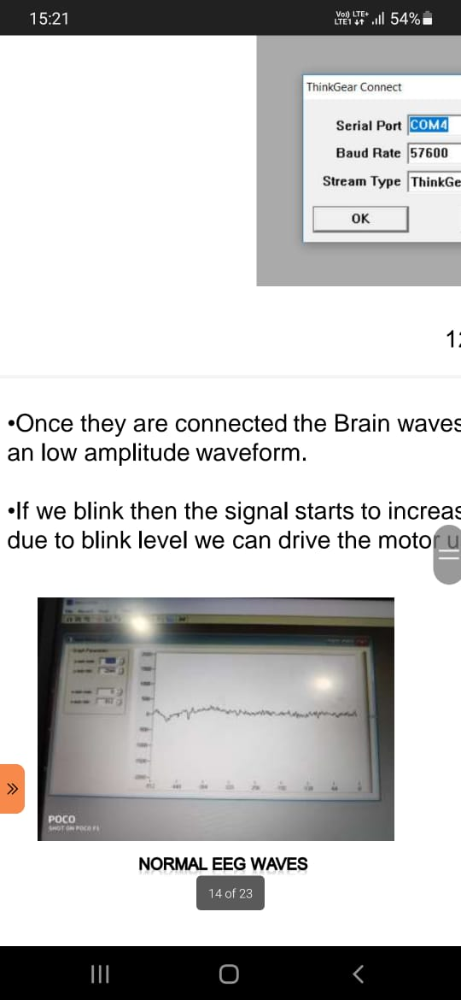 15:21
Vo)) LTE+
LTE1
54%
ThinkGear Connect
Serial Port COM4
Baud Rate 57600
Stream Type ThinkGe
OK
•Once they are connected the Brain waves
an low amplitude waveform.
•If we blink then the signal starts to increas
due to blink level we can drive the motor u
POCO
SHOT ON POCO F1
NORMAL EEG WAVES
14 of 23